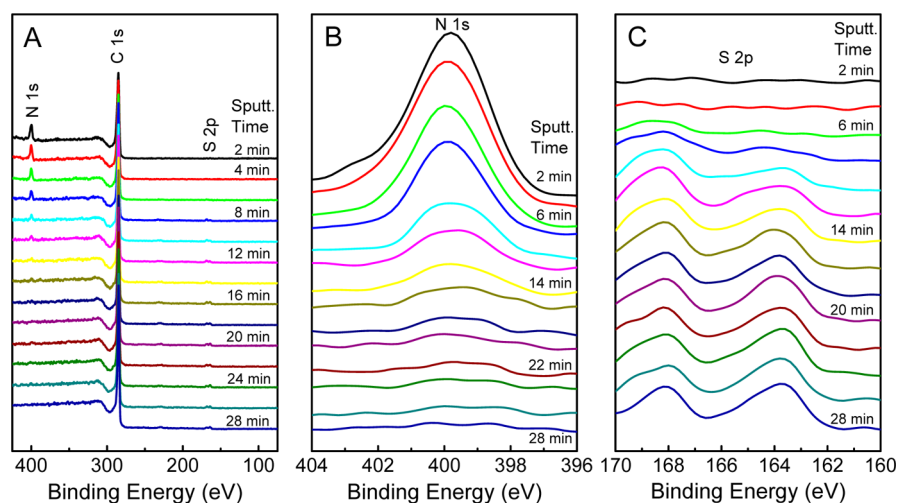 A
N 1s
C 1s
S 2p
Sputt.
Time
2 min
4 min
8 min
12 min
16 min
20 min
24 min
28 min
400
300
200
100
Binding Energy (eV)
B
N 1s
Sputt.
Time
2 min
6 min
14 min
22 min
28 min
404
402
400
398
396
Binding Energy (eV)
C
S 2p
Sputt.
Time
2 min
6 min
14 min
20 min
28 min
170
168
166
164
162
160
Binding Energy (eV)